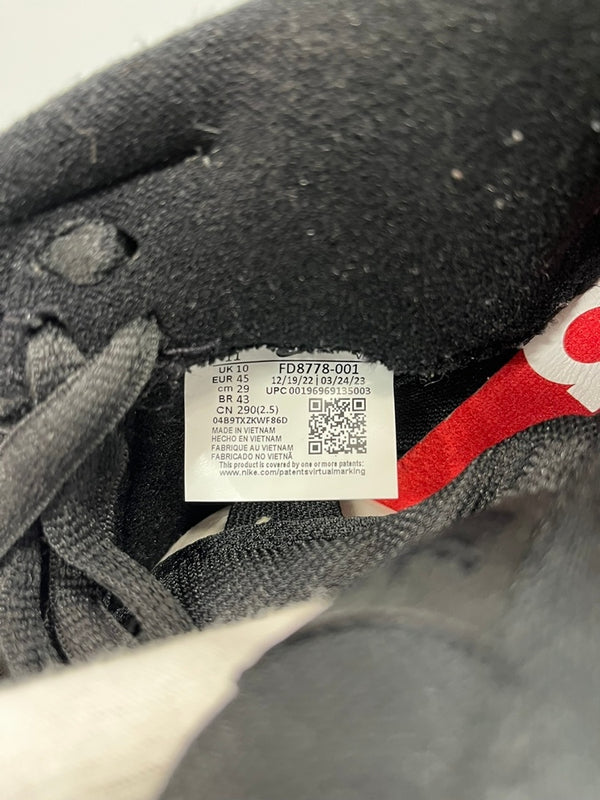 UK 10 FD8778-001
EUR 45 12/19/22 | 03/24/23
cm 29 UPC 00196969135003
BR 43
CN 290(2.5)
04B9TXZKWF86D
MADE IN VIETNAM
HECHO EN VIETNAM
FABRIQUE AU VIETNAM
FABRICADO NO VIETNÃ
This product is covered by one or more patents:
www.nike.com/patentsvirtualmarking